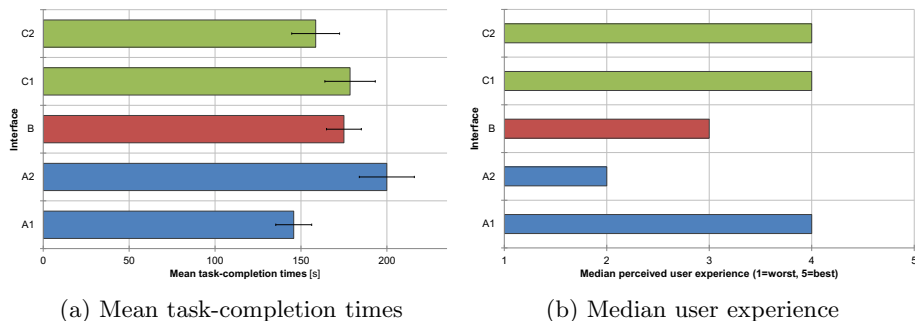 C2
C1
Interface
B
A2
A1
0 50 100 150 200
Mean task-completion times [s]
(a) Mean task-completion times
C2
C1
Interface
B
A2
A1
1 2 3 4 5
Median perceived user experience (1=worst, 5=best)
(b) Median user experience